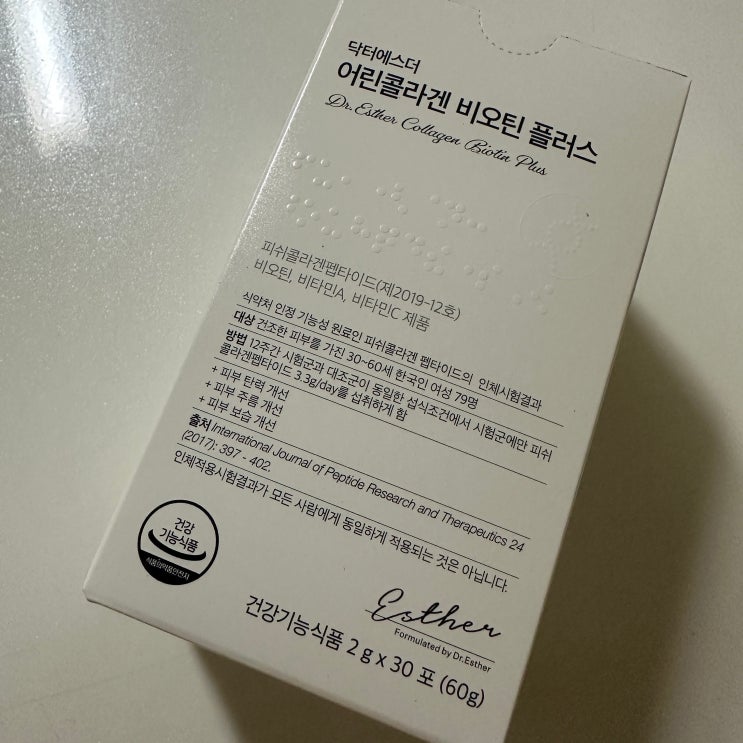 닥터에스더
어린콜라겐 비오틴 플러스
Dr.Esther Collagen Biotin Plus
피쉬콜라겐펩타이드(제2019-12호)
비오틴, 비타민A, 비타민C 제품
식약처 인정 기능성 원료인 피쉬콜라겐 펩타이드의 인체시험결과
대상 건조한 피부를 가진 30~60세 한국인 여성 79명
방법 12주간 시험군과 대조군이 동일한 섭식조건에서 시험군에만 피쉬
콜라겐펩타이드 3.3g/day를 섭취하게 함
+ 피부 탄력 개선
+ 피부 주름 개선
+ 피부 보습 개선
출처 International Journal of Peptide Research and Therapeutics 24
(2017): 397 - 402.
인체적용시험결과가 모든 사람에게 동일하게 적용되는 것은 아닙니다.
건강
기능식품
식품의약품안전처
Esther
Formulated by Dr.Esther
건강기능식품 2 g x 30 포 (60g)